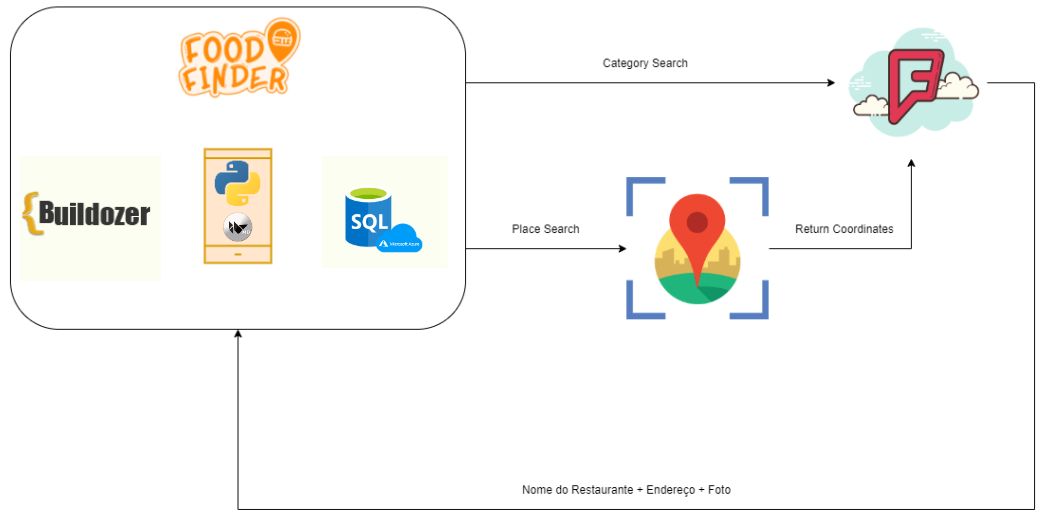 FOOD
FINDER
Category Search
{Buildozer
SQL
Microsoft Azure
Place Search
Return Coordinates
Nome do Restaurante + Endereço + Foto